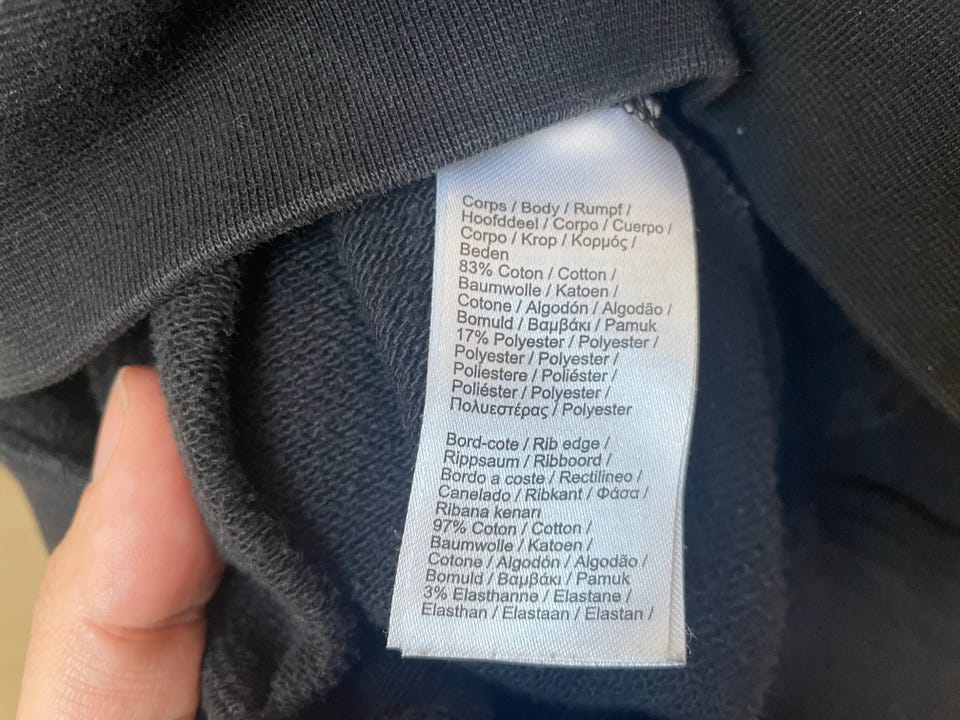 Corps / Body / Rumpf /
Hoofddeel / Corpo / Cuerpo /
Corpo / Krop / Κορμός /
Beden
83% Coton / Cotton /
Baumwolle / Katoen /
Cotone / Algodón / Algodão /
Bomuld / Βαμβάκι / Pamuk
17% Polyester / Polyester /
Polyester / Polyester /
Poliestere / Poliéster /
Poliéster / Polyester /
Πολυεστέρας / Polyester
Bord-cote / Rib edge /
Rippsaum / Ribboord /
Bordo a coste / Rectilineo /
Canelado / Ribkant / Φάσα /
Ribana kenarı
97% Coton / Cotton /
Baumwolle / Katoen /
Cotone / Algodón / Algodão /
Bomuld / Βαμβάκι / Pamuk
3% Elasthanne / Elastane /
Elasthan / Elastaan / Elastan /